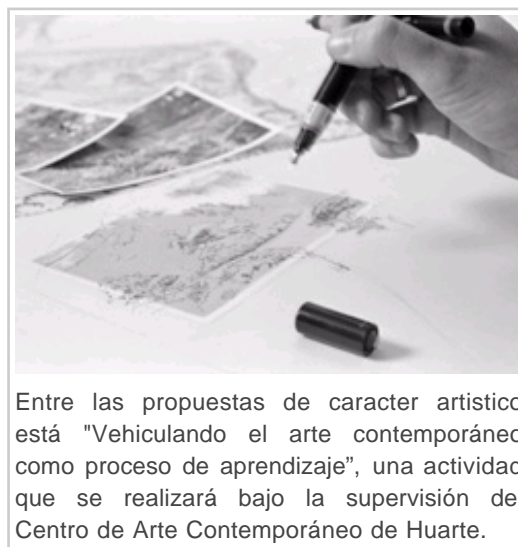 Entre las propuestas de caracter artistico
está "Vehiculando el arte contemporáneo
como proceso de aprendizaje”, una actividad
que se realizará bajo la supervisión de
Centro de Arte Contemporáneo de Huarte.